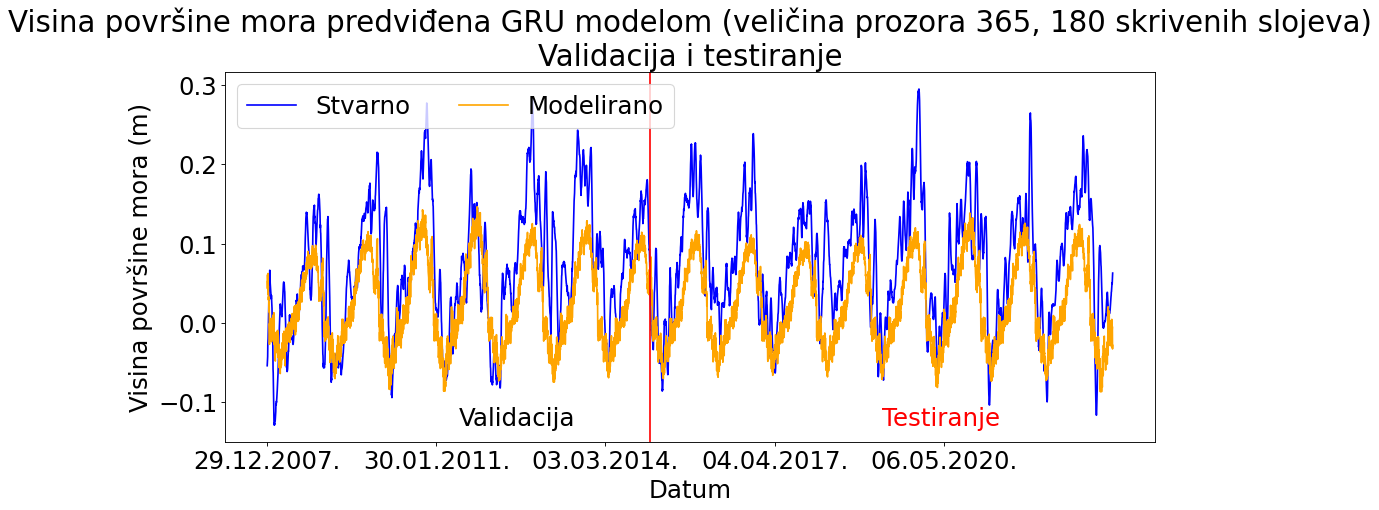 Visina površine mora predviđena GRU modelom (veličina prozora 365, 180 skrivenih slojeva)
Validacija i testiranje
Stvarno Modelirano
Visina površine mora (m)
0.3
0.2
0.1
0.0
−0.1
Validacija Testiranje
29.12.2007. 30.01.2011. 03.03.2014. 04.04.2017. 06.05.2020.
Datum